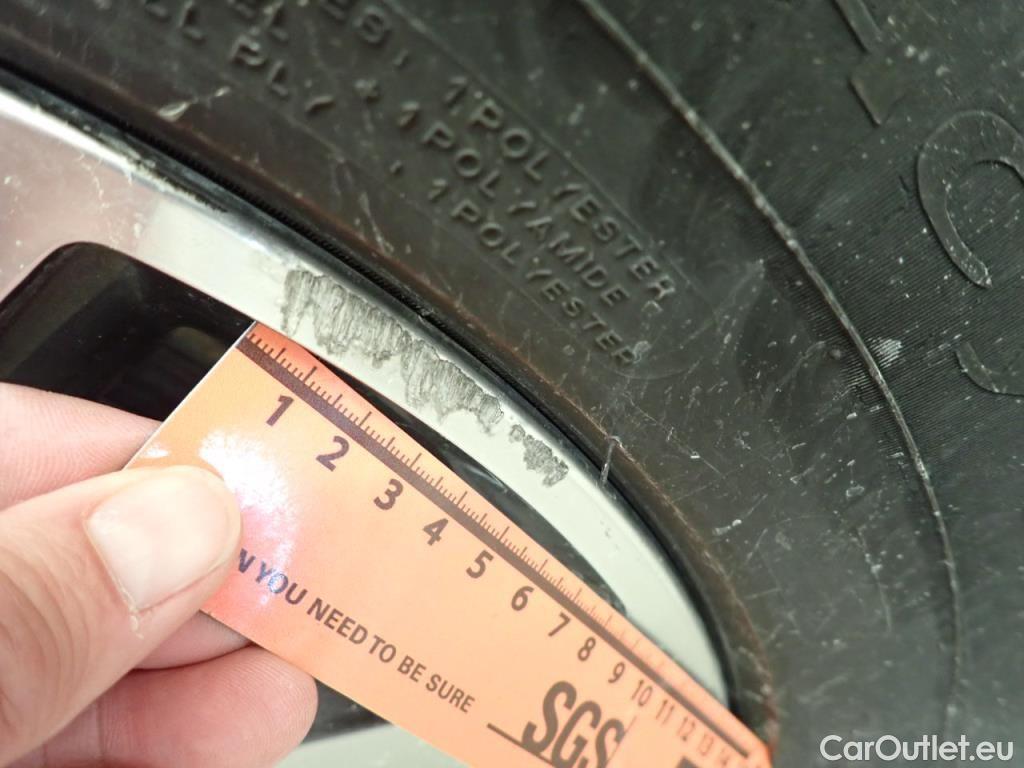 1 POLYESTER
PLY * 1 POLYAMIDE
, 1 POLYESTER
1 2 3 4 5 6 7 8 9 10 11 12 13 14
YOU NEED TO BE SURE
SGS
CarOutlet.eu